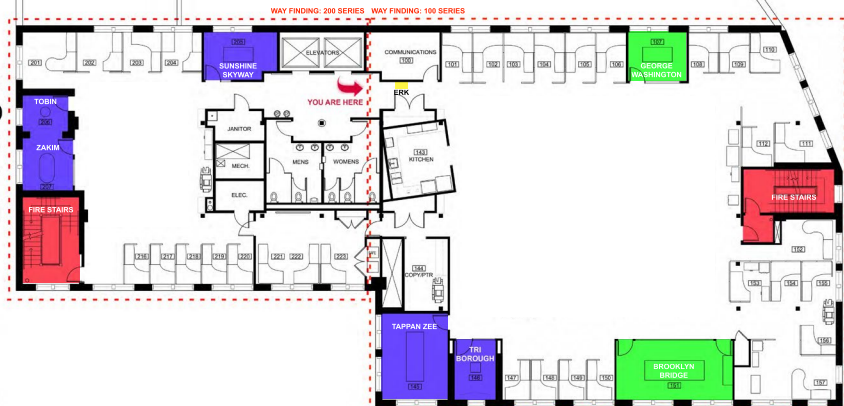 WAY FINDING: 200 SERIES WAY FINDING: 100 SERIES
201
202
203
204
205
SUNSHINE
SKYWAY
ELEVATORS
COMMUNICATIONS
100
101
102
103
104
105
106
107
GEORGE
WASHINGTON
108
109
110
YOU ARE HERE
ERK
TOBIN
206
ZAKIM
207
JANITOR
MECH.
ELEC.
MENS
WOMENS
143
KITCHEN
112
111
FIRE STAIRS
FIRE STAIRS
216
217
218
219
220
221
222
223
144
COPY/PTR
152
153
154
155
156
157
TAPPAN ZEE
145
TRI
BOROUGH
146
147
148
149
150
BROOKLYN
BRIDGE
151